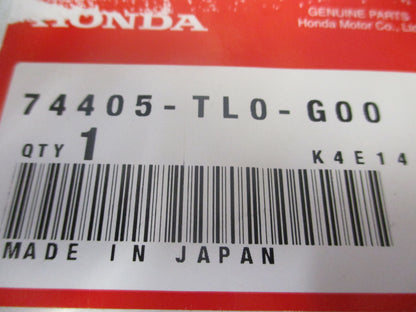 HONDA
GENUINE PARTS
Honda Motor Co., Ltd
74405-TL0-G00
QTY 1
K4E14
MADE IN JAPAN